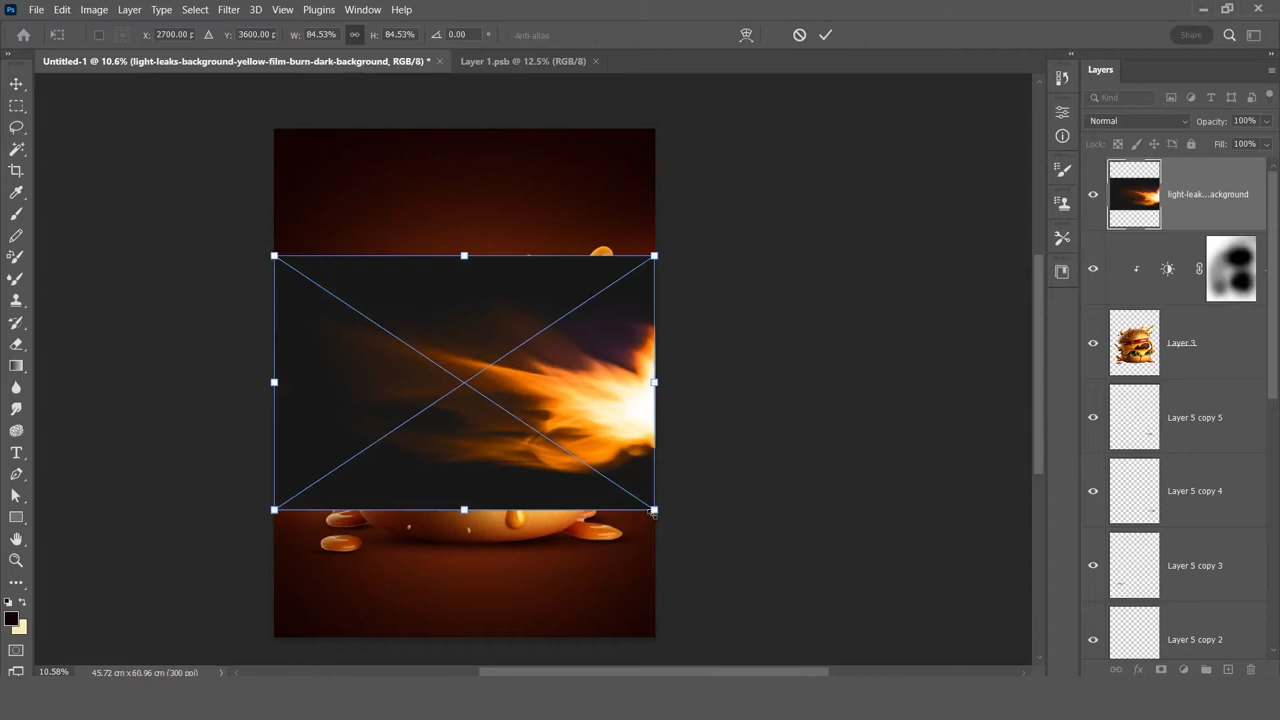 Ps File Edit Image Layer Type Select Filter 3D View Plugins Window Help
X: 2700.00 p Y: 3600.00 p W: 84.53% H: 84.53% 0.00 ° Anti-alias Share
Untitled-1 @ 10.6% (light-leaks-background-yellow-film-burn-dark-background, RGB/8) * × Layer 1.psb @ 12.5% (RGB/8) ×
Layers
Kind
Normal Opacity: 100%
Lock: Fill: 100%
light-leak...ackground
Layer 3
Layer 5 copy 5
Layer 5 copy 4
Layer 5 copy 3
Layer 5 copy 2
10.58% 45.72 cm x 60.96 cm (300 ppi)